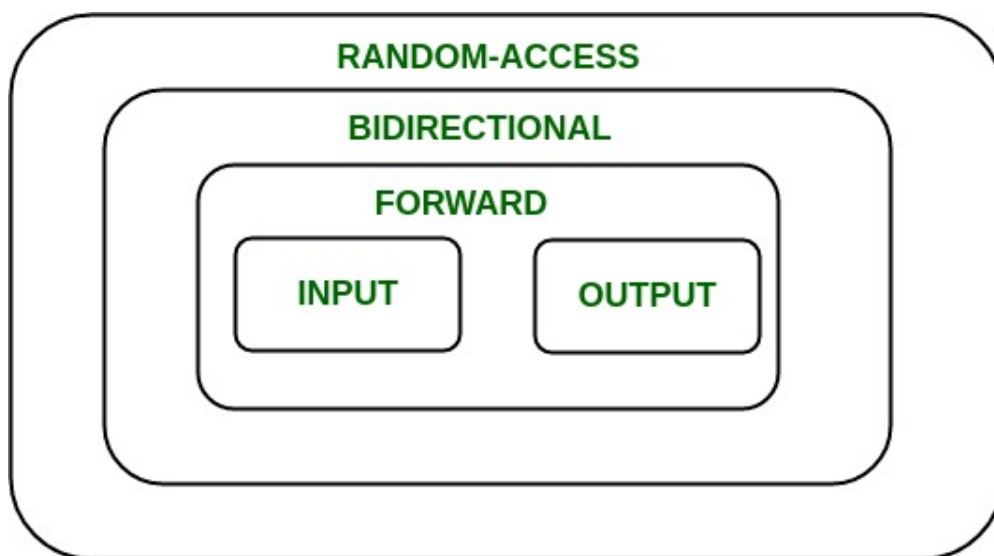 RANDOM-ACCESS
BIDIRECTIONAL
FORWARD
INPUT
OUTPUT